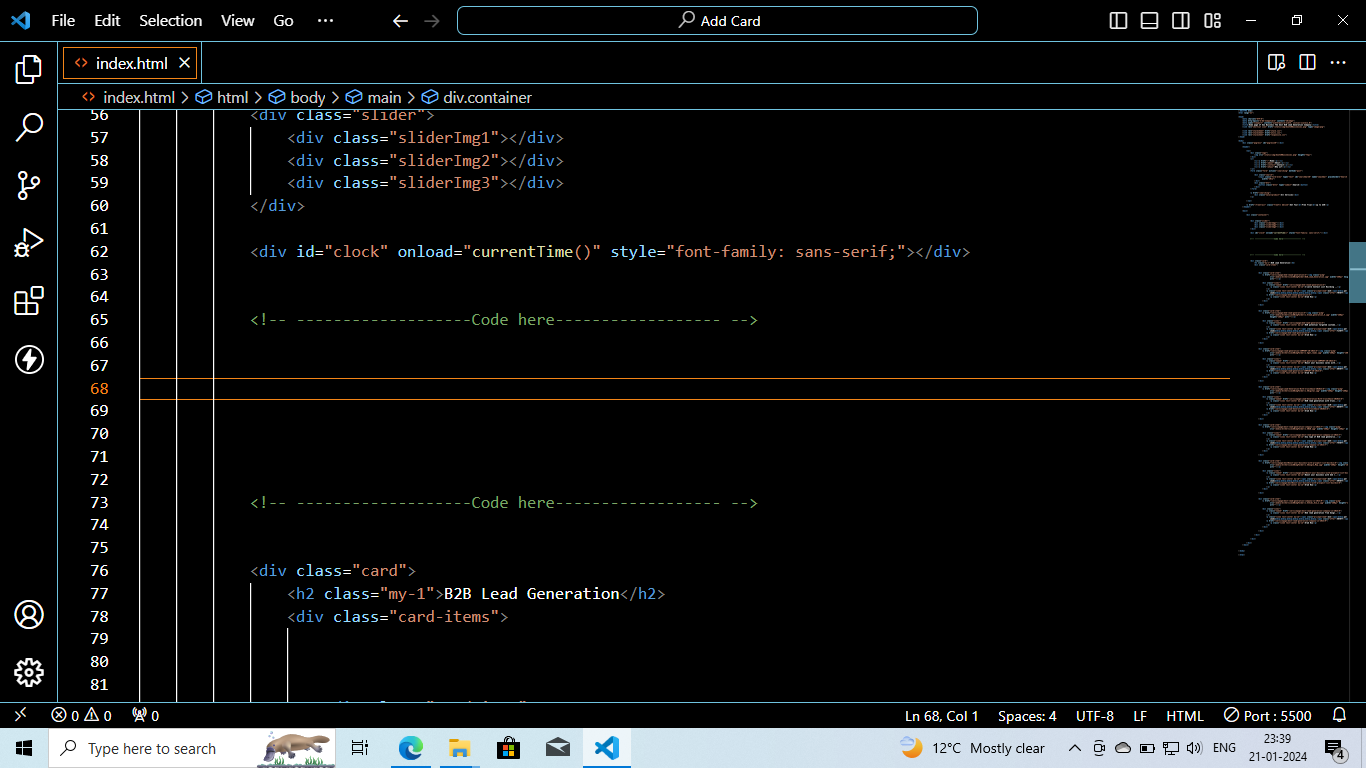 File Edit Selection View Go ··· Add Card
index.html
index.html > html > body > main > div.container
56 <div class="slider">
57 <div class="sliderImg1"></div>
58 <div class="sliderImg2"></div>
59 <div class="sliderImg3"></div>
60 </div>
61
62 <div id="clock" onload="currentTime()" style="font-family: sans-serif;"></div>
63
64
65 <!-- -------------------Code here------------------ -->
66
67
68
69
70
71
72
73 <!-- -------------------Code here------------------ -->
74
75
76 <div class="card">
77 <h2 class="my-1">B2B Lead Generation</h2>
78 <div class="card-items">
79
80
81
0 0 0 Ln 68, Col 1 Spaces: 4 UTF-8 LF HTML Port : 5500
Type here to search 12°C Mostly clear ENG 23:39
21-01-2024 4